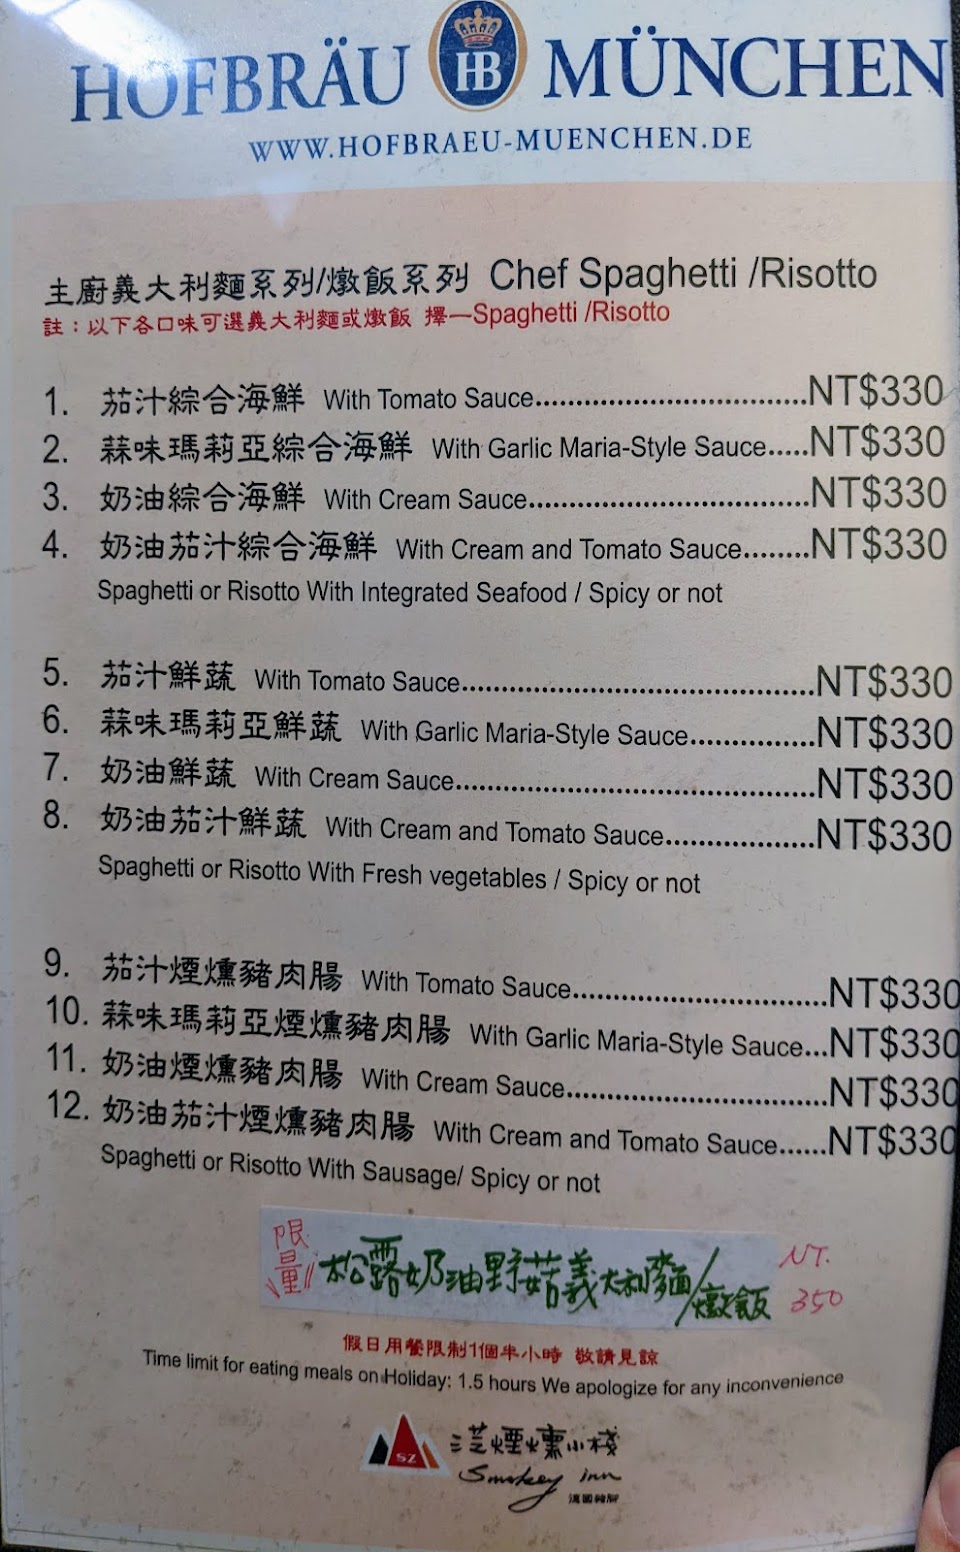 HOFBRÄU HB MÜNCHEN
WWW.HOFBRAEU-MUENCHEN.DE
主廚義大利麵系列/燉飯系列 Chef Spaghetti /Risotto
註：以下各口味可選義大利麵或燉飯 擇一Spaghetti /Risotto
1. 茄汁綜合海鮮 With Tomato Sauce................................NT$330
2. 蒜味瑪莉亞綜合海鮮 With Garlic Maria-Style Sauce.....NT$330
3. 奶油綜合海鮮 With Cream Sauce.................................NT$330
4. 奶油茄汁綜合海鮮 With Cream and Tomato Sauce........NT$330
Spaghetti or Risotto With Integrated Seafood / Spicy or not
5. 茄汁鮮蔬 With Tomato Sauce..........................................NT$330
6. 蒜味瑪莉亞鮮蔬 With Garlic Maria-Style Sauce...............NT$330
7. 奶油鮮蔬 With Cream Sauce...........................................NT$330
8. 奶油茄汁鮮蔬 With Cream and Tomato Sauce..................NT$330
Spaghetti or Risotto With Fresh vegetables / Spicy or not
9. 茄汁煙燻豬肉腸 With Tomato Sauce..............................NT$330
10. 蒜味瑪莉亞煙燻豬肉腸 With Garlic Maria-Style Sauce...NT$330
11. 奶油煙燻豬肉腸 With Cream Sauce...............................NT$330
12. 奶油茄汁煙燻豬肉腸 With Cream and Tomato Sauce......NT$330
Spaghetti or Risotto With Sausage/ Spicy or not
限量 松露奶油野菇義大利麵/燉飯 NT. 350
假日用餐限制1個半小時 敬請見諒
Time limit for eating meals on Holiday: 1.5 hours We apologize for any inconvenience
SZ 三芝煙燻小棧
Smokey inn
德國豬腳